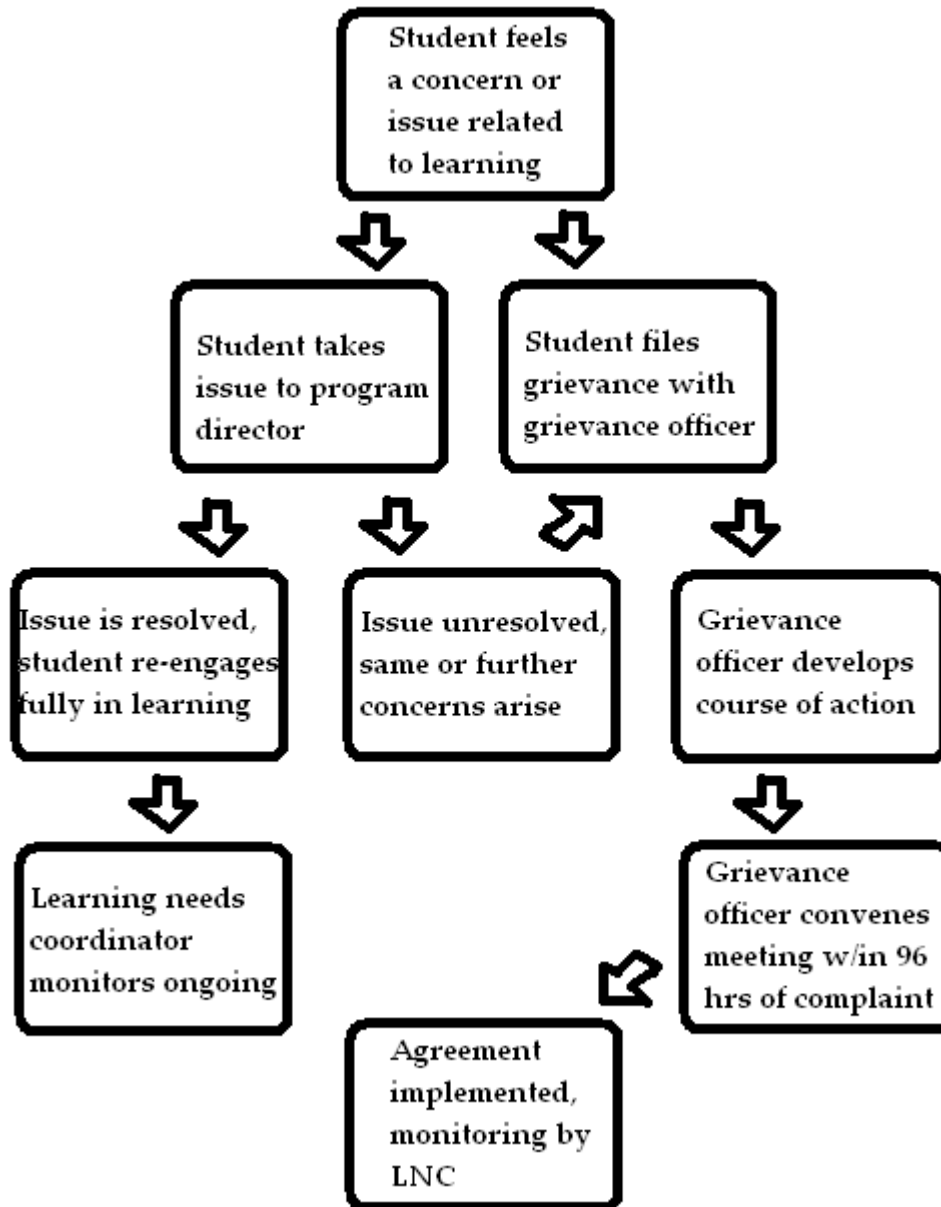 Student feels
a concern or
issue related
to learning
Student takes
issue to program
director
Student files
grievance with
grievance officer
Issue is resolved,
student re-engages
fully in learning
Issue unresolved,
same or further
concerns arise
Grievance
officer develops
course of action
Learning needs
coordinator
monitors ongoing
Grievance
officer convenes
meeting w/in 96
hrs of complaint
Agreement
implemented,
monitoring by
LNC